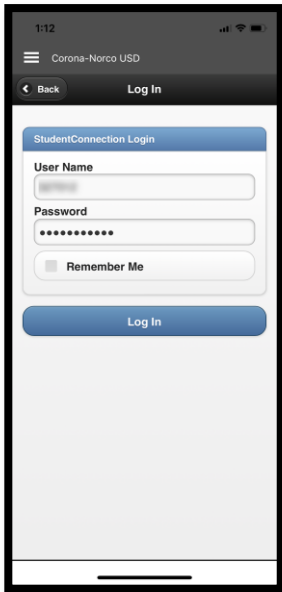 1:12
Corona-Norco USD
Back
Log In
StudentConnection Login
User Name
Password
•••••••••••
Remember Me
Log In